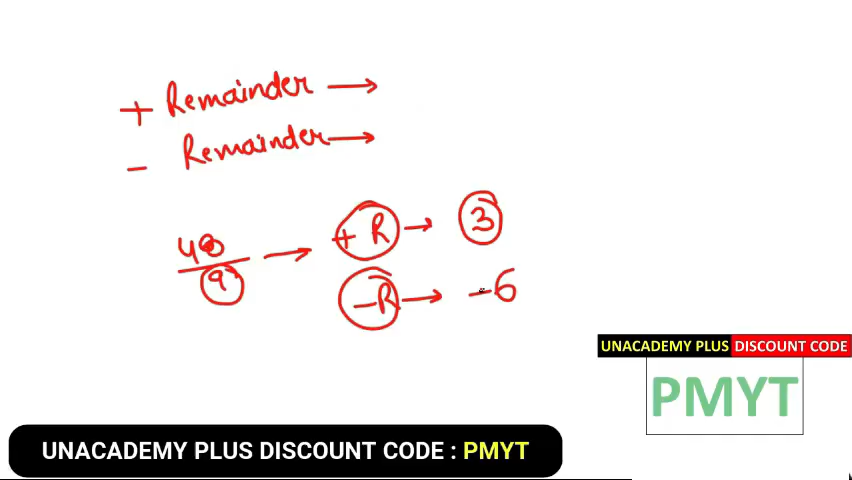 + Remainder →
- Remainder →
48/9 → + R → 3
- R → -6
UNACADEMY PLUS DISCOUNT CODE
PMYT
UNACADEMY PLUS DISCOUNT CODE : PMYT